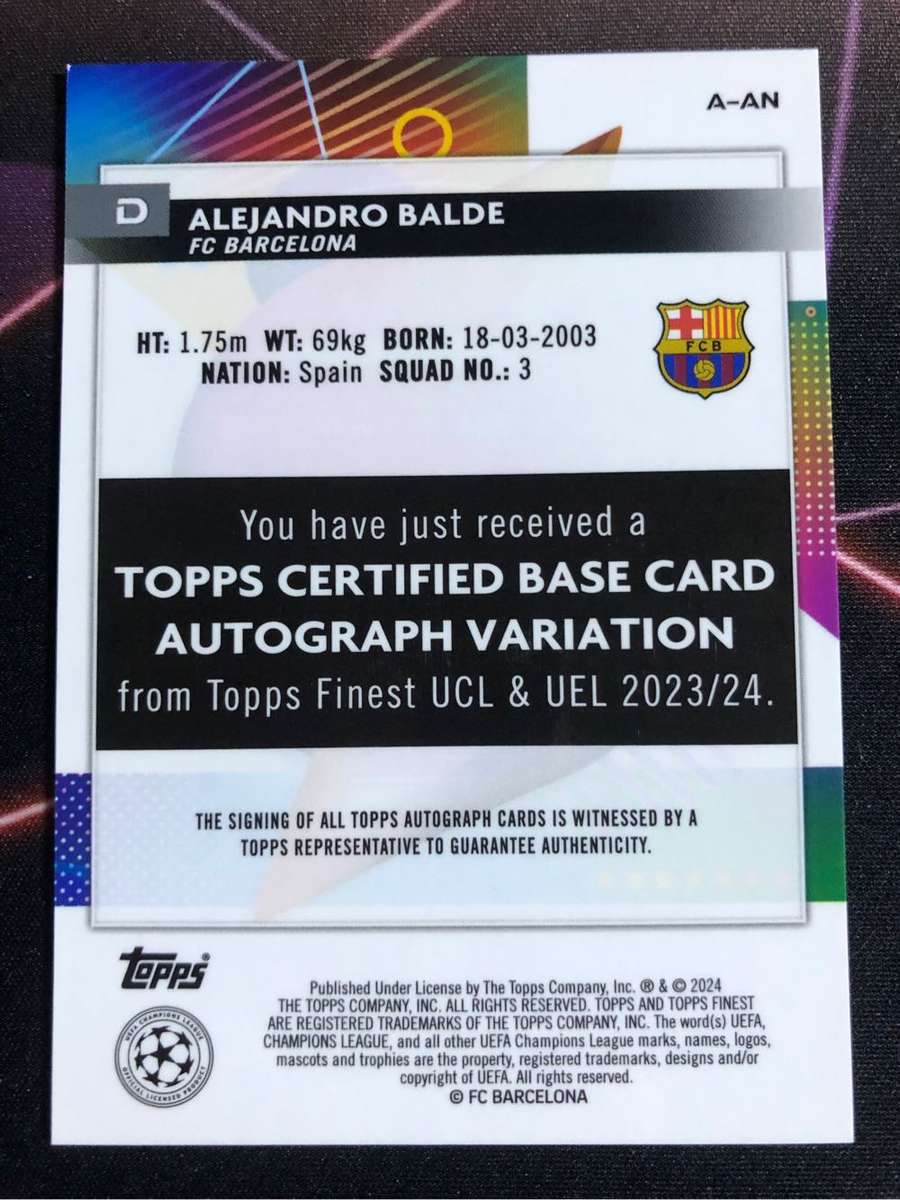 A-AN
D
ALEJANDRO BALDE
FC BARCELONA
HT: 1.75m WT: 69kg BORN: 18-03-2003
NATION: Spain SQUAD NO.: 3
FCB
You have just received a
TOPPS CERTIFIED BASE CARD
AUTOGRAPH VARIATION
from Topps Finest UCL & UEL 2023/24.
THE SIGNING OF ALL TOPPS AUTOGRAPH CARDS IS WITNESSED BY A
TOPPS REPRESENTATIVE TO GUARANTEE AUTHENTICITY.
Topps®
UEFA CHAMPIONS LEAGUE
OFFICIAL LICENSED PRODUCT
Published Under License by The Topps Company, Inc. ® & © 2024
THE TOPPS COMPANY, INC. ALL RIGHTS RESERVED. TOPPS AND TOPPS FINEST
ARE REGISTERED TRADEMARKS OF THE TOPPS COMPANY, INC. The word(s) UEFA,
CHAMPIONS LEAGUE, and all other UEFA Champions League marks, names, logos,
mascots and trophies are the property, registered trademarks, designs and/or
copyright of UEFA. All rights reserved.
© FC BARCELONA